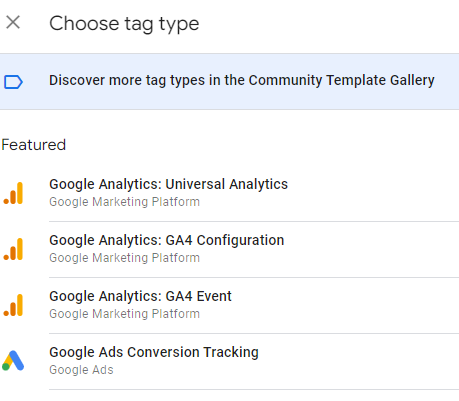 Choose tag type
Discover more tag types in the Community Template Gallery
Featured
Google Analytics: Universal Analytics
Google Marketing Platform
Google Analytics: GA4 Configuration
Google Marketing Platform
Google Analytics: GA4 Event
Google Marketing Platform
Google Ads Conversion Tracking
Google Ads